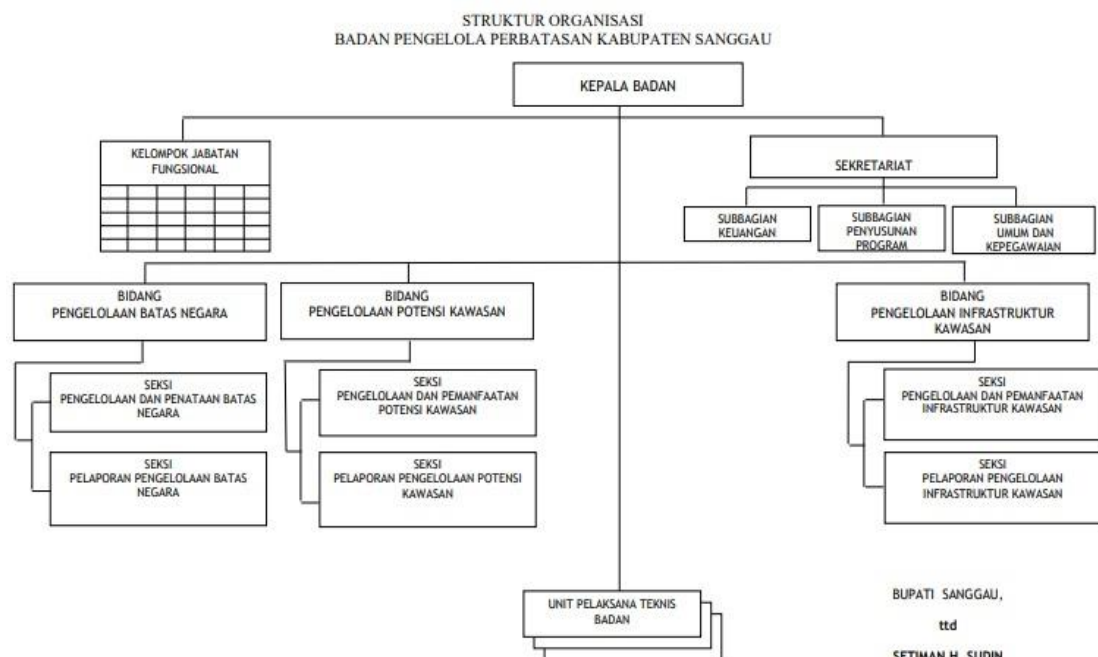 STRUKTUR ORGANISASI
BADAN PENGELOLA PERBATASAN KABUPATEN SANGGAU
KEPALA BADAN
KELOMPOK JABATAN
FUNGSIONAL
SEKRETARIAT
SUBBAGIAN
KEUANGAN
SUBBAGIAN
PENYUSUNAN
PROGRAM
SUBBAGIAN
UMUM DAN
KEPEGAWAIAN
BIDANG
PENGELOLAAN BATAS NEGARA
BIDANG
PENGELOLAAN POTENSI KAWASAN
BIDANG
PENGELOLAAN INFRASTRUKTUR
KAWASAN
SEKSI
PENGELOLAAN DAN PENATAAN BATAS
NEGARA
SEKSI
PENGELOLAAN DAN PEMANFAATAN
POTENSI KAWASAN
SEKSI
PENGELOLAAN DAN PEMANFAATAN
INFRASTRUKTUR KAWASAN
SEKSI
PELAPORAN PENGELOLAAN BATAS
NEGARA
SEKSI
PELAPORAN PENGELOLAAN POTENSI
KAWASAN
SEKSI
PELAPORAN PENGELOLAAN
INFRASTRUKTUR KAWASAN
UNIT PELAKSANA TEKNIS
BADAN
BUPATI SANGGAU,
ttd
SETIMAN H. SUDIN